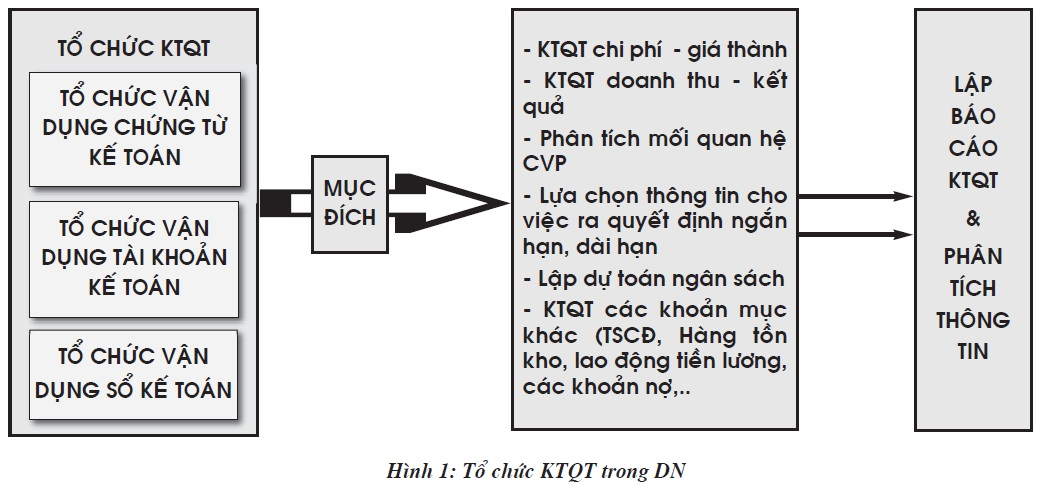 TỔ CHỨC KTQT
TỔ CHỨC VẬN
DỤNG CHỨNG TỪ
KẾ TOÁN
TỔ CHỨC VẬN
DỤNG TÀI KHOẢN
KẾ TOÁN
TỔ CHỨC VẬN
DỤNG SỔ KẾ TOÁN
MỤC
ĐÍCH
- KTQT chi phí - giá thành
- KTQT doanh thu - kết
quả
- Phân tích mối quan hệ
CVP
- Lựa chọn thông tin cho
việc ra quyết định ngắn
hạn, dài hạn
- Lập dự toán ngân sách
- KTQT các khoản mục
khác (TSCĐ, Hàng tồn
kho, lao động tiền lương,
các khoản nợ,..
LẬP
BÁO
CÁO
KTQT
&
PHÂN
TÍCH
THÔNG
TIN
Hình 1: Tổ chức KTQT trong DN